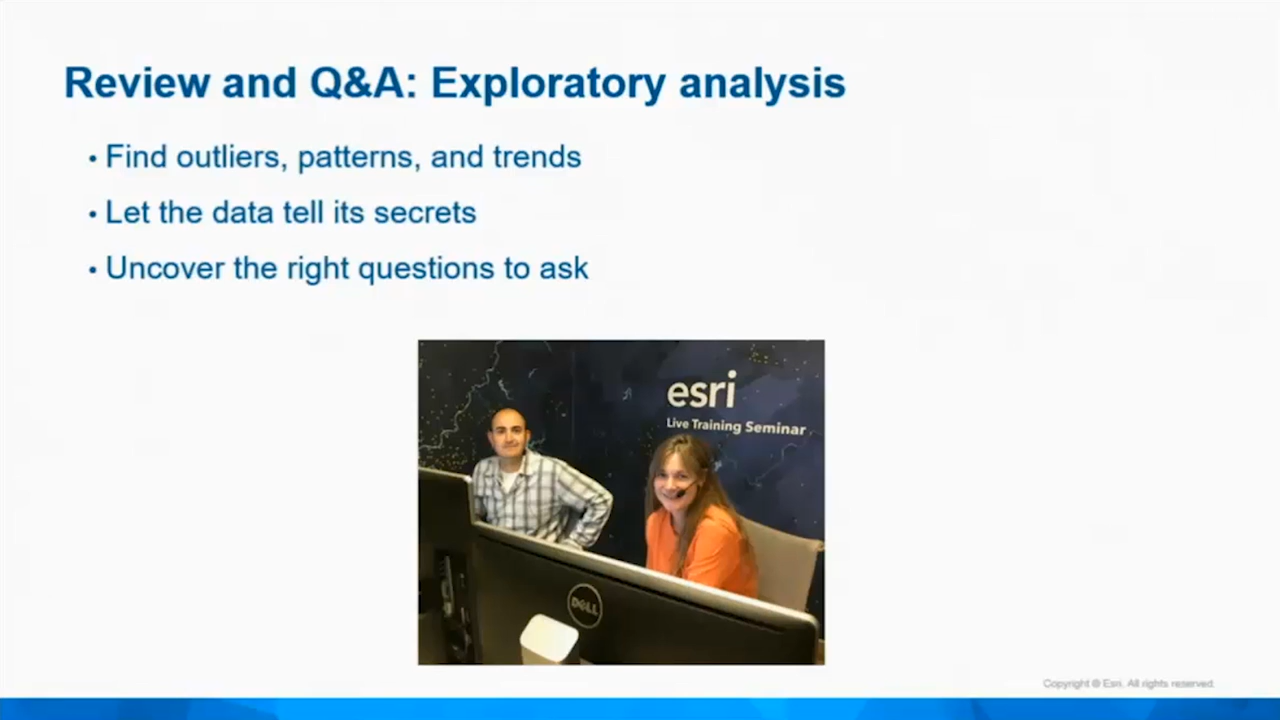 Review and Q&A: Exploratory analysis
• Find outliers, patterns, and trends
• Let the data tell its secrets
• Uncover the right questions to ask
esri
Live Training Seminar
DELL
Copyright © Esri. All rights reserved.